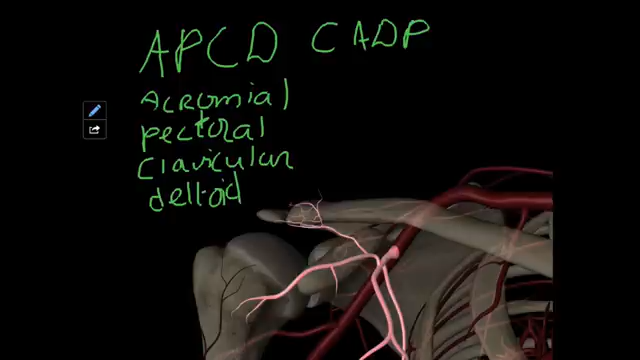 APCD CADP
Acromial
pectoral
clavicular
deltoid